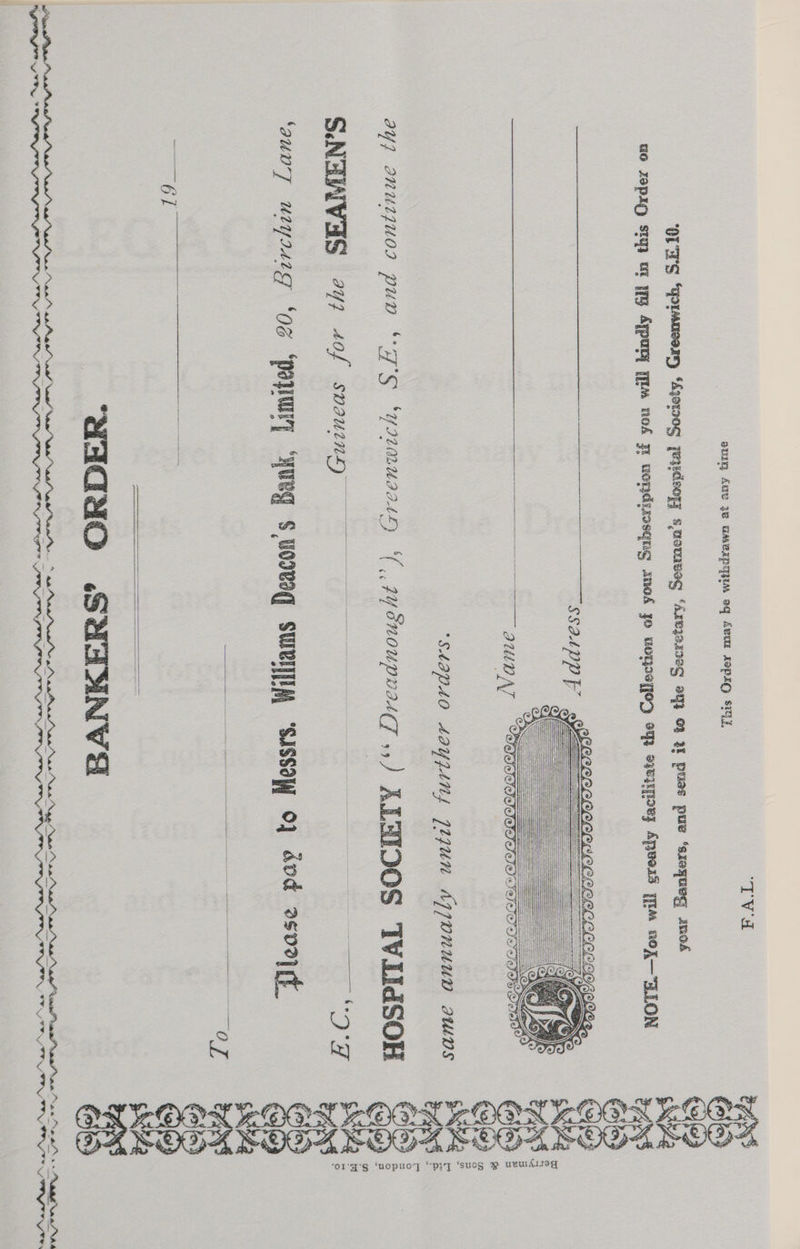 BANKERS' ORDER.
19
To
Please pay to Messrs. Williams Deacon's Bank, Limited, 20, Birchin Lane,
E.C., Guineas for the SEAMEN'S
HOSPITAL SOCIETY ("Dreadnought"), Greenwich, S.E., and continue the
same annually until further orders.
Name
Address
NOTE.—You will greatly facilitate the Collection of your Subscription if you will kindly fill in this Order on
your Bankers, and send it to the Secretary, Seamen's Hospital Society, Greenwich, S.E.10.
This Order may be withdrawn at any time
F.A.L.
Berryman & Sons, Ltd., London, S.E.10.